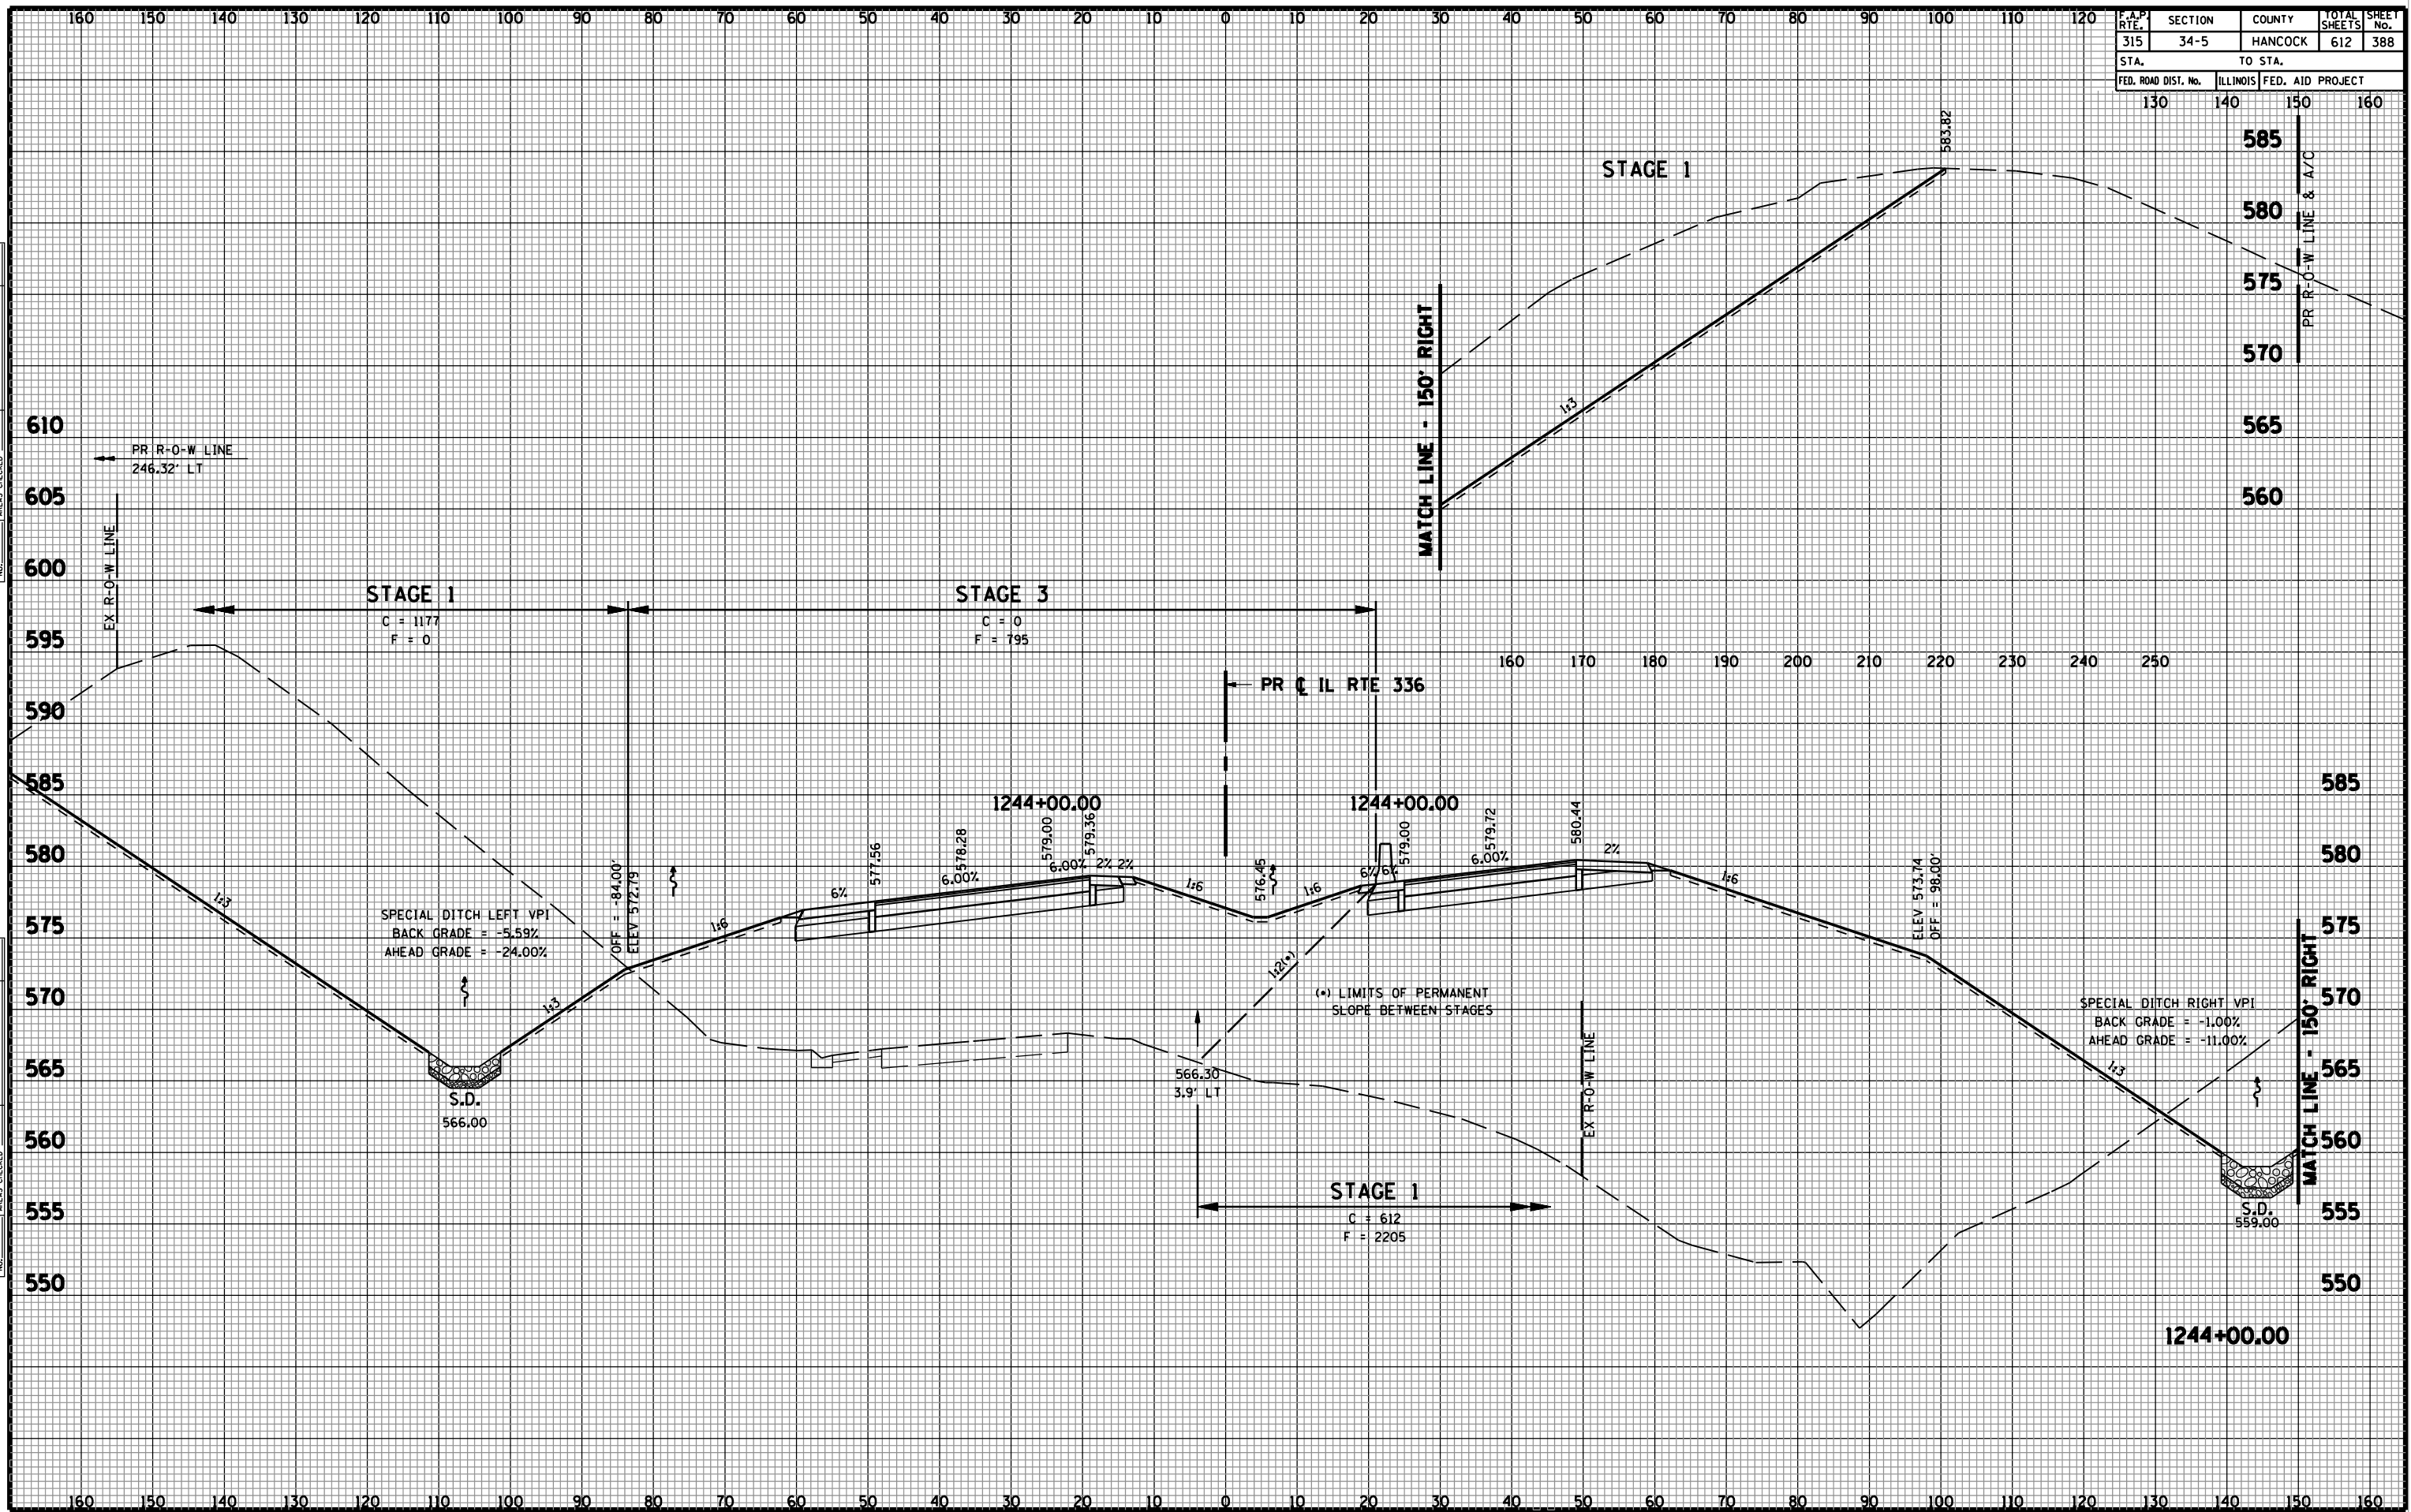 160 150 140 130 120 110 100 90 80 70 60 50 40 30 20 10 0 10 20 30 40 50 60 70 80 90 100 110 120
F.A.P. RTE. SECTION COUNTY TOTAL SHEETS SHEET No.
315 34-5 HANCOCK 612 388
STA. TO STA.
FED. ROAD DIST. No. ILLINOIS FED. AID PROJECT
130 140 150 160
583.82
585
STAGE 1
PR R-O-W LINE & A/C
580
575
570
MATCH LINE - 150' RIGHT
1:3
565
560
610
PR R-O-W LINE
246.32' LT
605
EX R-O-W LINE
600
STAGE 1
C = 1177
F = 0
STAGE 3
C = 0
F = 795
595
160 170 180 190 200 210 220 230 240 250
PR ℄ IL RTE 336
590
585
585
1244+00.00
1244+00.00
580
580
577.56
578.28
579.00
579.36
576.45
579.00
579.72
580.44
6%
6.00%
6.00%
2%
2%
6%
6%
6.00%
2%
1:3
1:6
1:6
1:6
1:6
OFF = -84.00'
ELEV 572.79
ELEV 573.74
OFF = 98.00'
575
575
SPECIAL DITCH LEFT VPI
BACK GRADE = -5.59%
AHEAD GRADE = -24.00%
1:3
1:2(•)
570
570
(•) LIMITS OF PERMANENT
SLOPE BETWEEN STAGES
SPECIAL DITCH RIGHT VPI
BACK GRADE = -1.00%
AHEAD GRADE = -11.00%
1:3
MATCH LINE - 150' RIGHT
EX R-O-W LINE
565
565
566.30
3.9' LT
S.D.
566.00
560
560
555
555
STAGE 1
C = 612
F = 2205
S.D.
559.00
550
550
1244+00.00
160 150 140 130 120 110 100 90 80 70 60 50 40 30 20 10 0 10 20 30 40 50 60 70 80 90 100 110 120 130 140 150 160